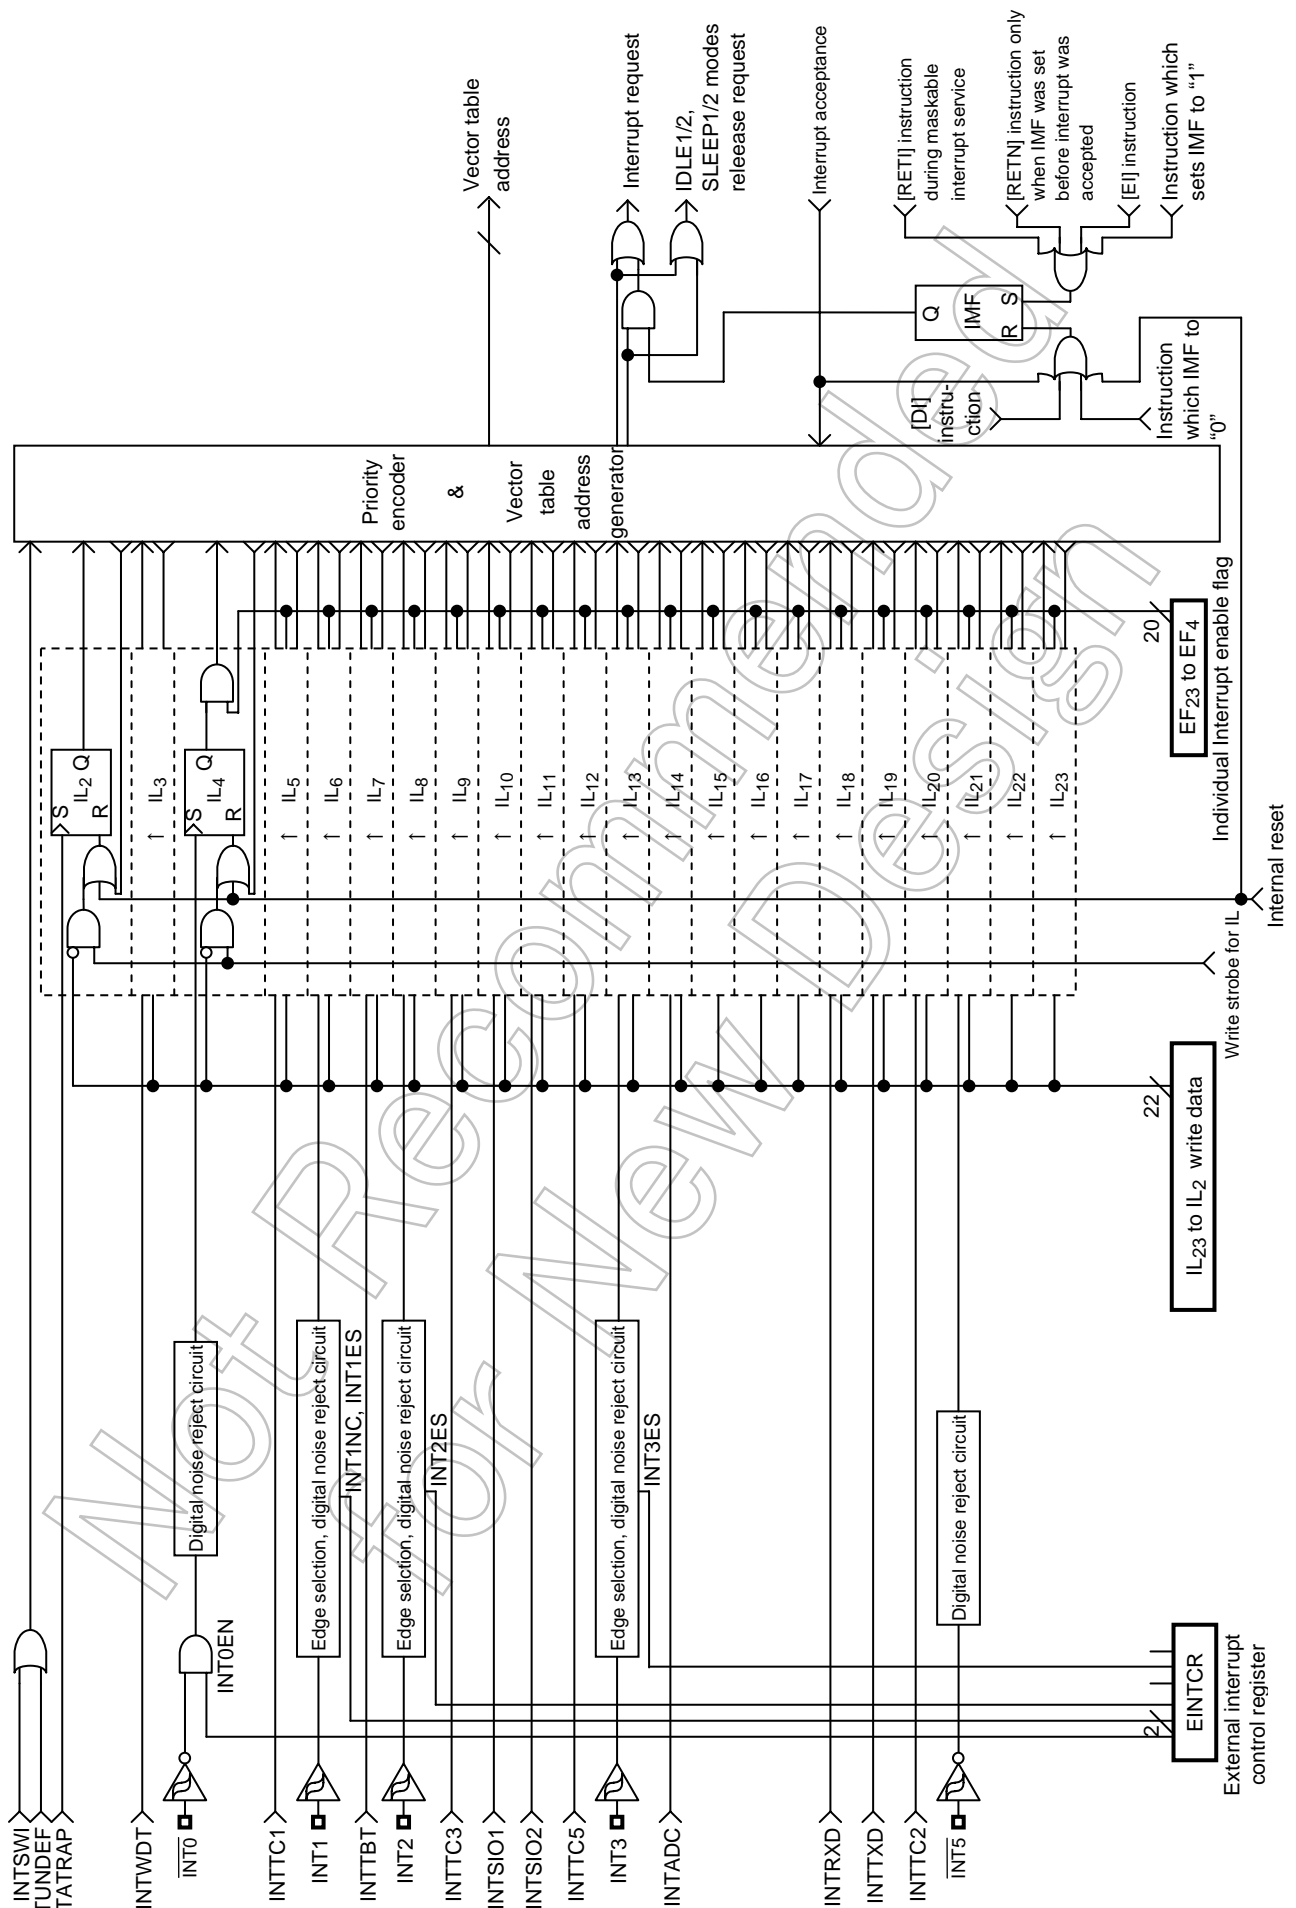 Vector table
address
Interrupt request
IDLE1/2,
SLEEP1/2 modes
releease request
Interrupt acceptance
[RETI] instruction
during maskable
interrupt service
[RETN] instruction only
when IMF was set
before interrupt was
accepted
[EI] instruction
Instruction which
sets IMF to “1”
Q
IMF
S
R
[DI]
instru-
ction
Instruction
which IMF to
“0”
Priority
encoder
&
Vector
table
address
generator
20
EF23 to EF4
Individual Interrupt enable flag
S
Q
IL2
R
↑ IL3
S
Q
IL4
R
↑ IL5
↑ IL6
↑ IL7
↑ IL8
↑ IL9
↑ IL10
↑ IL11
↑ IL12
↑ IL13
↑ IL14
↑ IL15
↑ IL16
↑ IL17
↑ IL18
↑ IL19
↑ IL20
↑ IL21
↑ IL22
↑ IL23
Internal reset
Write strobe for IL
22
IL23 to IL2 write data
Digital noise reject circuit
Edge selction, digital noise reject circuit
INT1NC, INT1ES
Edge selction, digital noise reject circuit
INT2ES
Edge selction, digital noise reject circuit
INT3ES
Digital noise reject circuit
INT0EN
2
EINTCR
External interrupt
control register
INTSWI
TUNDEF
TATRAP
INTWDT
INT0
INTTC1
INT1
INTTBT
INT2
INTTC3
INTSIO1
INTSIO2
INTTC5
INT3
INTADC
INTRXD
INTTXD
INTTC2
INT5
Not Recommended
for New Design